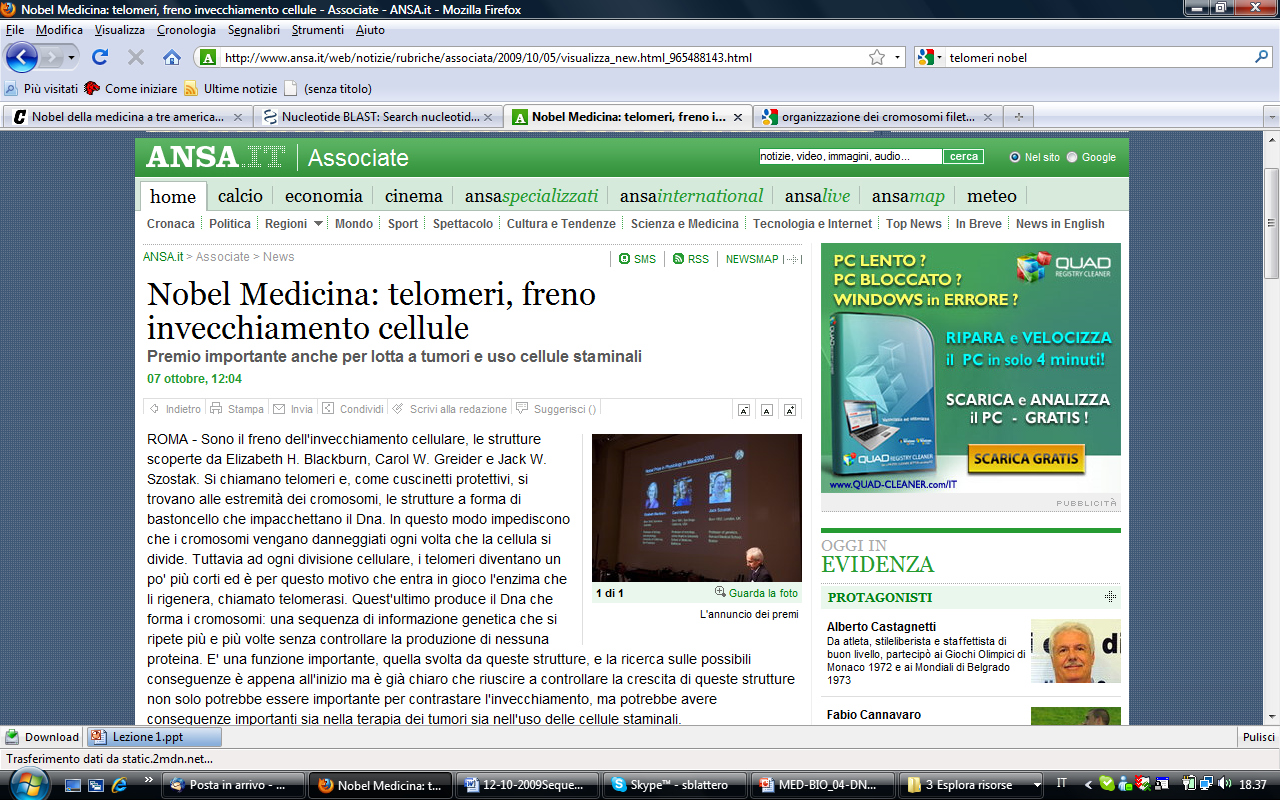 Nobel Medicina: telomeri, freno invecchiamento cellule - Associate - ANSA.it - Mozilla Firefox
File Modifica Visualizza Cronologia Segnalibri Strumenti Aiuto
http://www.ansa.it/web/notizie/rubriche/associata/2009/10/05/visualizza_new.html_965488143.html
telomeri nobel
Più visitati Come iniziare Ultime notizie (senza titolo)
Nobel della medicina a tre america...
Nucleotide BLAST: Search nucleotid...
Nobel Medicina: telomeri, freno i...
organizzazione dei cromosomi filet...
ANSA.IT Associate
notizie, video, immagini, audio... cerca Nel sito Google
home calcio economia cinema ansaspecializzati ansainternational ansalive ansamap meteo
Cronaca Politica Regioni Mondo Sport Spettacolo Cultura e Tendenze Scienza e Medicina Tecnologia e Internet Top News In Breve News in English
ANSA.it > Associate > News
SMS RSS NEWSMAP
Nobel Medicina: telomeri, freno
invecchiamento cellule
Premio importante anche per lotta a tumori e uso cellule staminali
07 ottobre, 12:04
Indietro Stampa Invia Condividi Scrivi alla redazione Suggerisci ()
A A A
ROMA - Sono il freno dell'invecchiamento cellulare, le strutture
scoperte da Elizabeth H. Blackburn, Carol W. Greider e Jack W.
Szostak. Si chiamano telomeri e, come cuscinetti protettivi, si
trovano alle estremità dei cromosomi, le strutture a forma di
bastoncello che impacchettano il Dna. In questo modo impediscono
che i cromosomi vengano danneggiati ogni volta che la cellula si
divide. Tuttavia ad ogni divisione cellulare, i telomeri diventano un
po' più corti ed è per questo motivo che entra in gioco l'enzima che
li rigenera, chiamato telomerasi. Quest'ultimo produce il Dna che
forma i cromosomi: una sequenza di informazione genetica che si
ripete più e più volte senza controllare la produzione di nessuna
proteina. E' una funzione importante, quella svolta da queste strutture, e la ricerca sulle possibili
conseguenze è appena all'inizio ma è già chiaro che riuscire a controllare la crescita di queste strutture
non solo potrebbe essere importante per contrastare l'invecchiamento, ma potrebbe avere
conseguenze importanti sia nella terapia dei tumori sia nell'uso delle cellule staminali.
1 di 1 Guarda la foto
L'annuncio dei premi
PC LENTO ?
PC BLOCCATO ?
WINDOWS in ERRORE ?
QUAD
REGISTRY CLEANER
RIPARA e VELOCIZZA
il PC in solo 4 minuti!
SCARICA e ANALIZZA
il PC - GRATIS !
SCARICA GRATIS
www.QUAD-CLEANER.com/IT
PUBBLICITÀ
OGGI IN
EVIDENZA
PROTAGONISTI
Alberto Castagnetti
Da atleta, stileliberista e staffettista di
buon livello, partecipò ai Giochi Olimpici di
Monaco 1972 e ai Mondiali di Belgrado
1973
Fabio Cannavaro
Download Lezione1.ppt Pulisci
Trasferimento dati da static.2mdn.net...
Posta in arrivo - ...
Nobel Medicina: t...
12-10-2009Seque...
Skype™ - sblattero
MED-BIO_04-DN...
3 Esplora risorse
IT
18.37